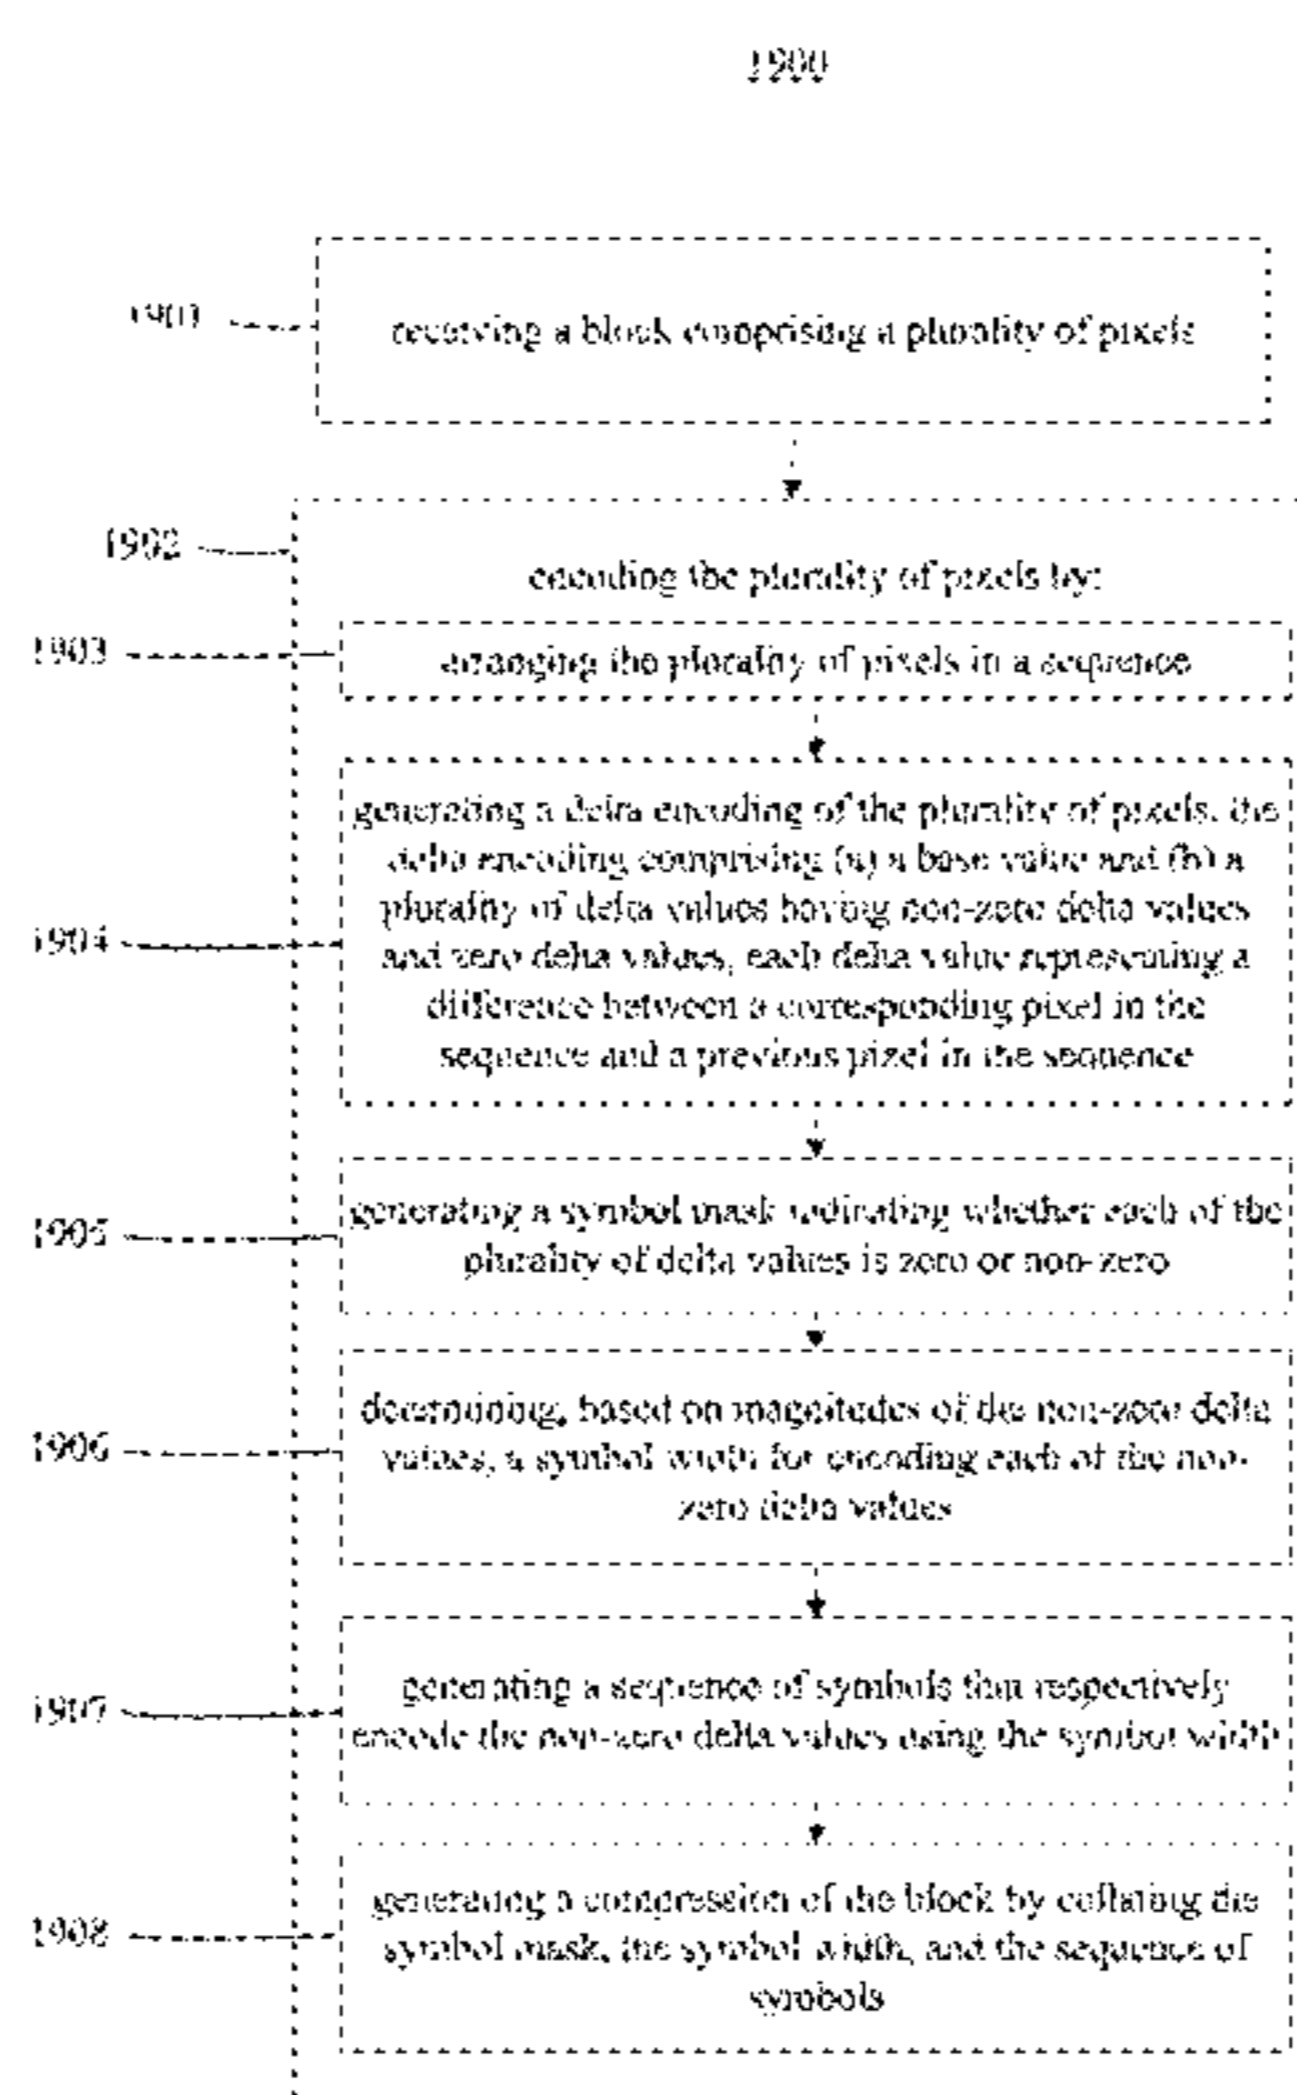 1900
1901
receiving a block comprising a plurality of pixels
1902
encoding the plurality of pixels by:
1903
arranging the plurality of pixels in a sequence
generating a delta encoding of the plurality of pixels, the
delta encoding comprising (a) a base value and (b) a
plurality of delta values having non-zero delta values
1904
and zero delta values, each delta value representing a
difference between a corresponding pixel in the
sequence and a previous pixel in the sequence
1905
generating a symbol mask indicating whether each of the
plurality of delta values is zero or non-zero
determining, based on magnitudes of the non-zero delta
1906
values, a symbol width for encoding each of the non-
zero delta values
generating a sequence of symbols that respectively
1907
encode the non-zero delta values using the symbol width
generating a compression of the block by collating the
1908
symbol mask, the symbol width, and the sequence of
symbols